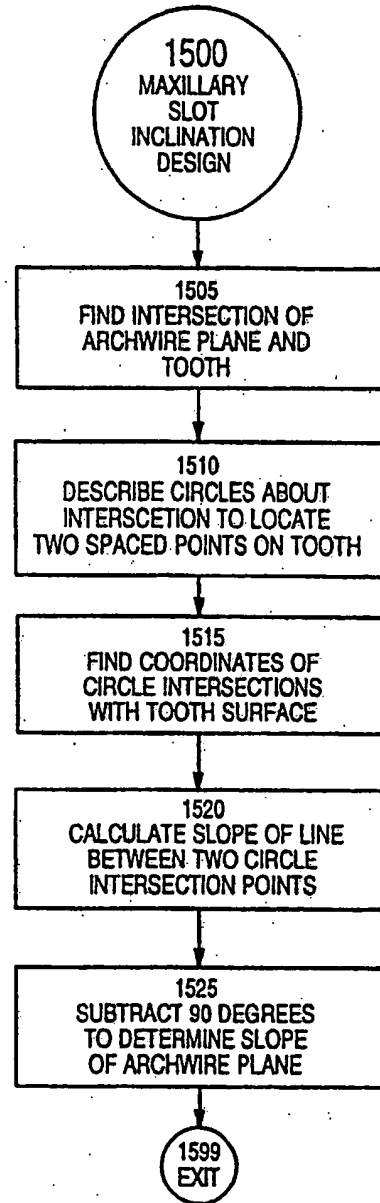 1500
MAXILLARY
SLOT
INCLINATION
DESIGN
1505
FIND INTERSECTION OF
ARCHWIRE PLANE AND
TOOTH
1510
DESCRIBE CIRCLES ABOUT
INTERSCETION TO LOCATE
TWO SPACED POINTS ON TOOTH
1515
FIND COORDINATES OF
CIRCLE INTERSECTIONS
WITH TOOTH SURFACE
1520
CALCULATE SLOPE OF LINE
BETWEEN TWO CIRCLE
INTERSECTION POINTS
1525
SUBTRACT 90 DEGREES
TO DETERMINE SLOPE
OF ARCHWIRE PLANE
1599
EXIT